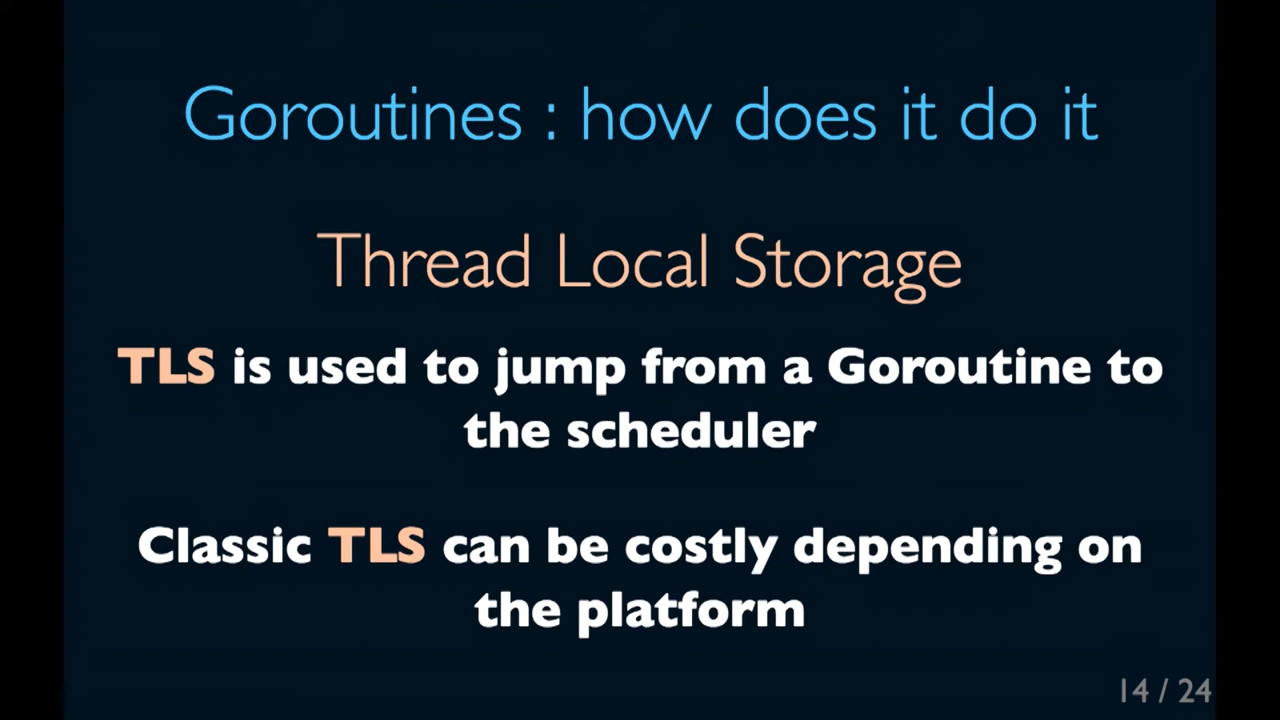 Goroutines : how does it do it
Thread Local Storage
TLS is used to jump from a Goroutine to
the scheduler
Classic TLS can be costly depending on
the platform
14 / 24